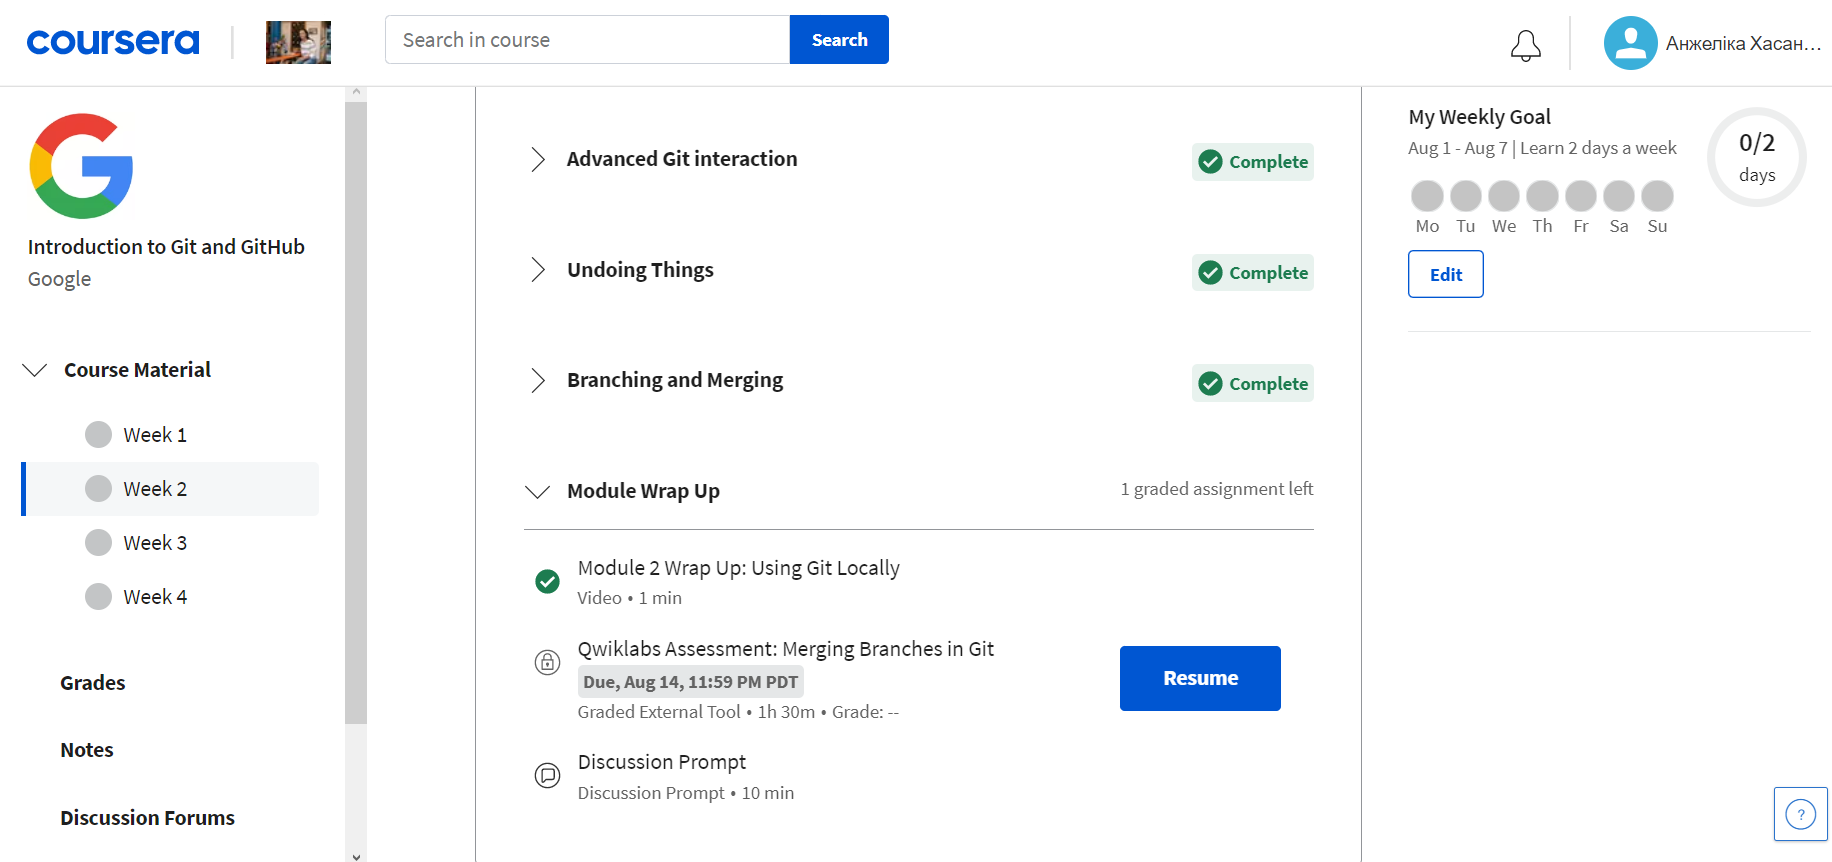 coursera
Search in course
Search
Анжеліка Хасан...
Introduction to Git and GitHub
Google
Course Material
Week 1
Week 2
Week 3
Week 4
Grades
Notes
Discussion Forums
Advanced Git interaction
Complete
Undoing Things
Complete
Branching and Merging
Complete
Module Wrap Up
1 graded assignment left
Module 2 Wrap Up: Using Git Locally
Video • 1 min
Qwiklabs Assessment: Merging Branches in Git
Due, Aug 14, 11:59 PM PDT
Graded External Tool • 1h 30m • Grade: --
Resume
Discussion Prompt
Discussion Prompt • 10 min
My Weekly Goal
Aug 1 - Aug 7 | Learn 2 days a week
0/2
days
Mo Tu We Th Fr Sa Su
Edit
?